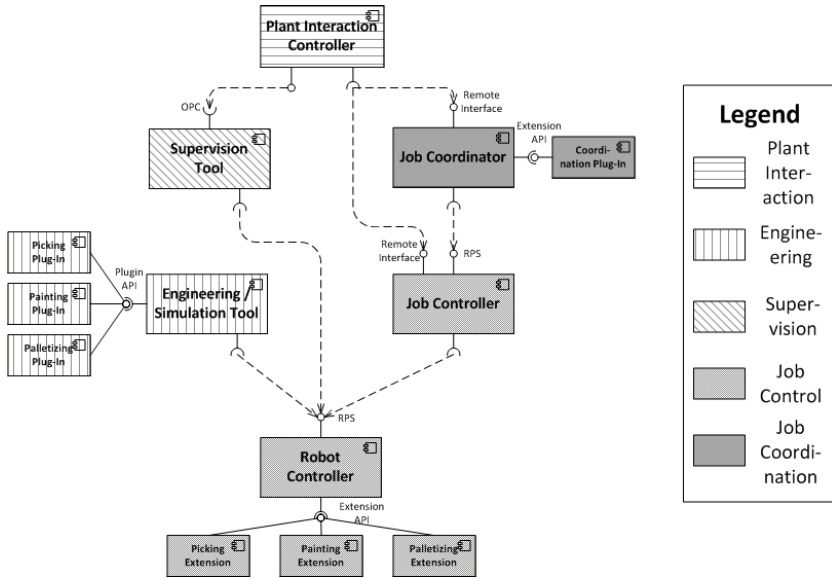 Plant Interaction
Controller
OPC
Remote
Interface
Extension
API
Supervision
Tool
Job Coordinator
Coordi-
nation Plug-In
Picking
Plug-In
Plugin
API
Painting
Plug-In
Palletizing
Plug-In
Engineering /
Simulation Tool
Remote
Interface
RPS
Job Controller
RPS
Robot
Controller
Extension
API
Picking
Extension
Painting
Extension
Palletizing
Extension
Legend
Plant
Inter-
action
Enginee-
ering
Super-
vision
Job
Control
Job
Coordi-
nation